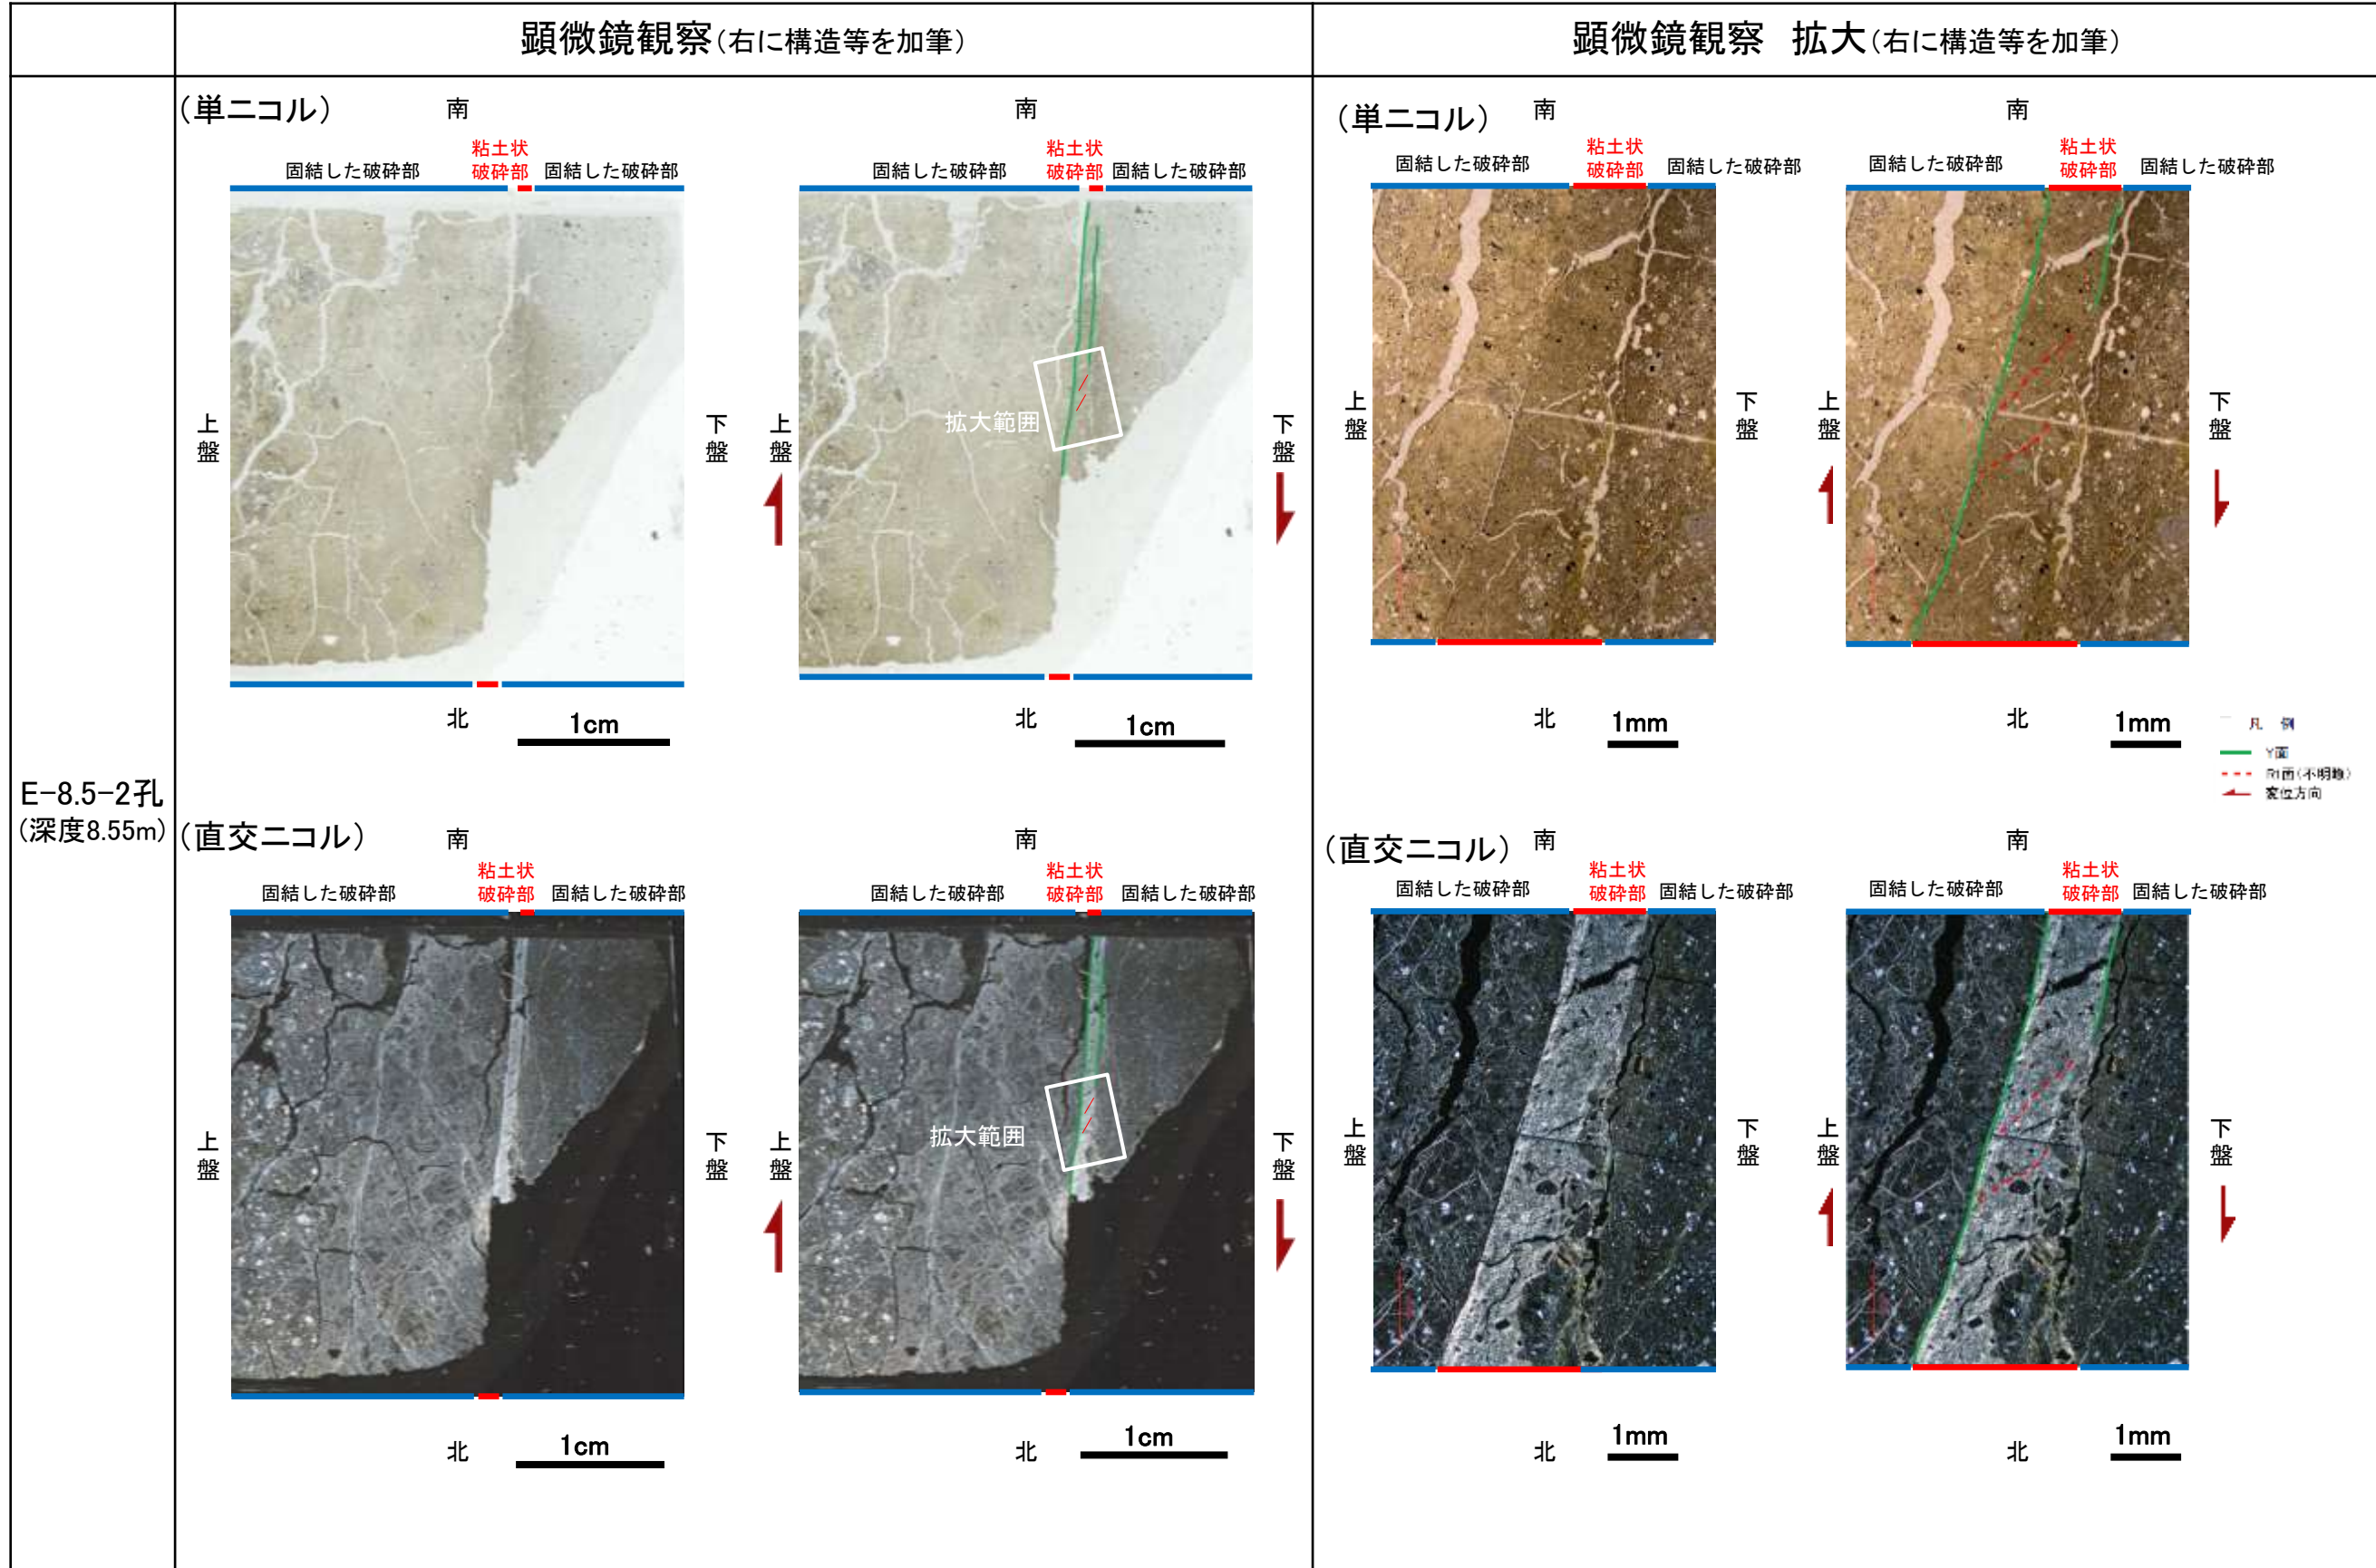 顕微鏡観察(右に構造等を加筆)
顕微鏡観察 拡大(右に構造等を加筆)
E-8.5-2孔
(深度8.55m)
(単ニコル)
南
固結した破砕部
粘土状
破砕部
固結した破砕部
上盤
下盤
北
1cm
南
固結した破砕部
粘土状
破砕部
固結した破砕部
上盤
拡大範囲
下盤
北
1cm
(単ニコル)
南
固結した破砕部
粘土状
破砕部
固結した破砕部
上盤
下盤
北
1mm
南
固結した破砕部
粘土状
破砕部
固結した破砕部
上盤
下盤
北
1mm
凡 例
Y面
R1面(不明瞭)
変位方向
(直交ニコル)
南
固結した破砕部
粘土状
破砕部
固結した破砕部
上盤
下盤
北
1cm
南
固結した破砕部
粘土状
破砕部
固結した破砕部
上盤
拡大範囲
下盤
北
1cm
(直交ニコル)
南
固結した破砕部
粘土状
破砕部
固結した破砕部
上盤
下盤
北
1mm
南
固結した破砕部
粘土状
破砕部
固結した破砕部
上盤
下盤
北
1mm